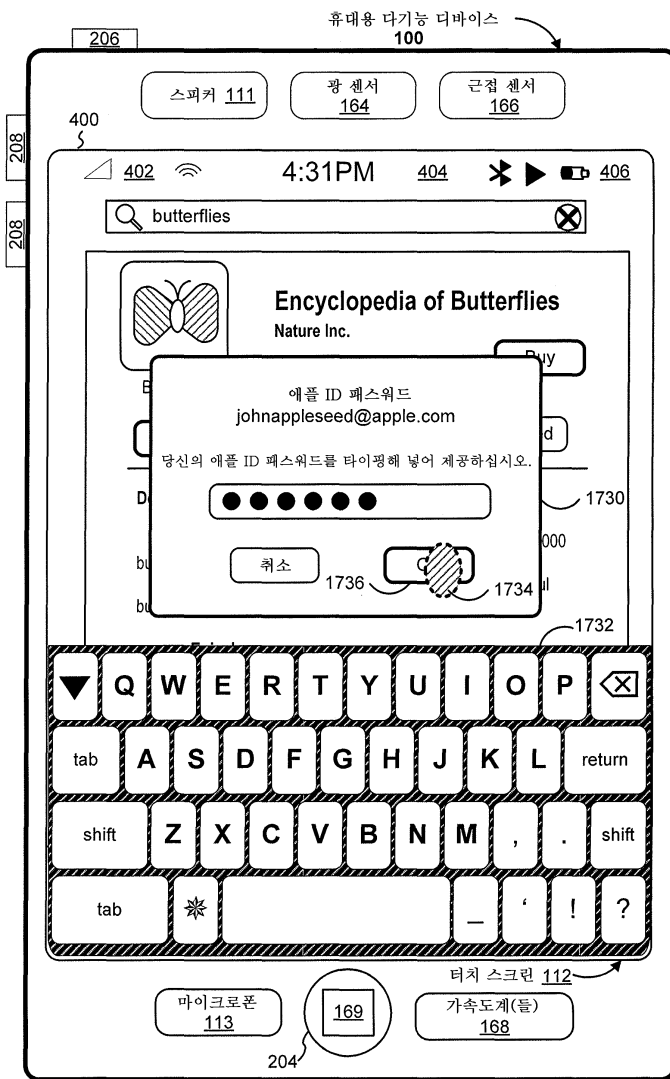 휴대용 다기능 디바이스
100
206
스피커 111
광 센서
164
근접 센서
166
208
400
402 4:31PM 404 406
208
butterflies
Encyclopedia of Butterflies
Nature Inc.
Buy
애플 ID 패스워드
johnappleseed@apple.com
당신의 애플 ID 패스워드를 타이핑해 넣어 제공하십시오.
1730
취소
1736
1734
1732
Q W E R T Y U I O P
tab A S D F G H J K L return
shift Z X C V B N M , . shift
tab _ ‘ ! ?
터치 스크린 112
마이크로폰
113
169
가속도계(들)
168
204